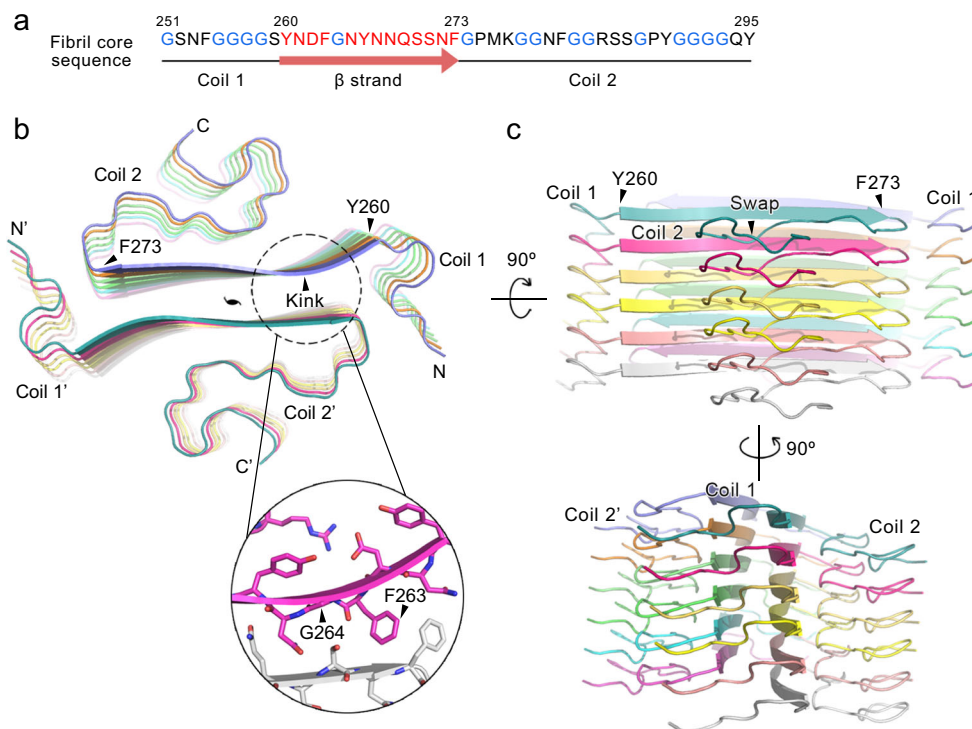 a
251 260 273 295
Fibril core sequence
GSNFGGGGSYNDFGNYNNQSSNFGPMKGGNFGGRSSGPYGGGGQY
Coil 1 β strand Coil 2
b
C
Coil 2
N'
Y260
F273
Coil 1
Kink
N
Coil 1'
Coil 2'
C'
F263
G264
90º
c
Y260
F273
Coil 1
Coil 1
Swap
Coil 2
90º
Coil 1
Coil 2'
Coil 2